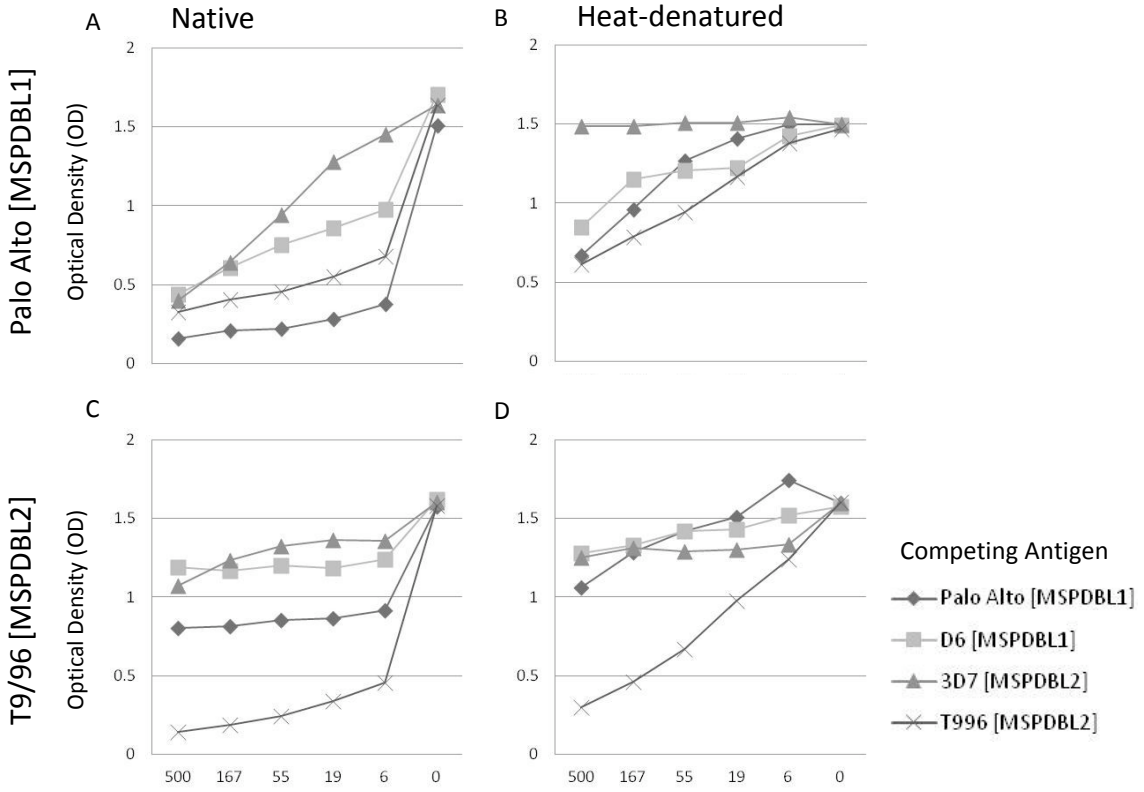 A
Native
B
Heat-denatured
Palo Alto [MSPDBL1]
Optical Density (OD)
2
1.5
1
0.5
0
2
1.5
1
0.5
0
C
D
T9/96 [MSPDBL2]
Optical Density (OD)
2
1.5
1
0.5
0
500 167 55 19 6 0
2
1.5
1
0.5
0
500 167 55 19 6 0
Competing Antigen
Palo Alto [MSPDBL1]
D6 [MSPDBL1]
3D7 [MSPDBL2]
T996 [MSPDBL2]